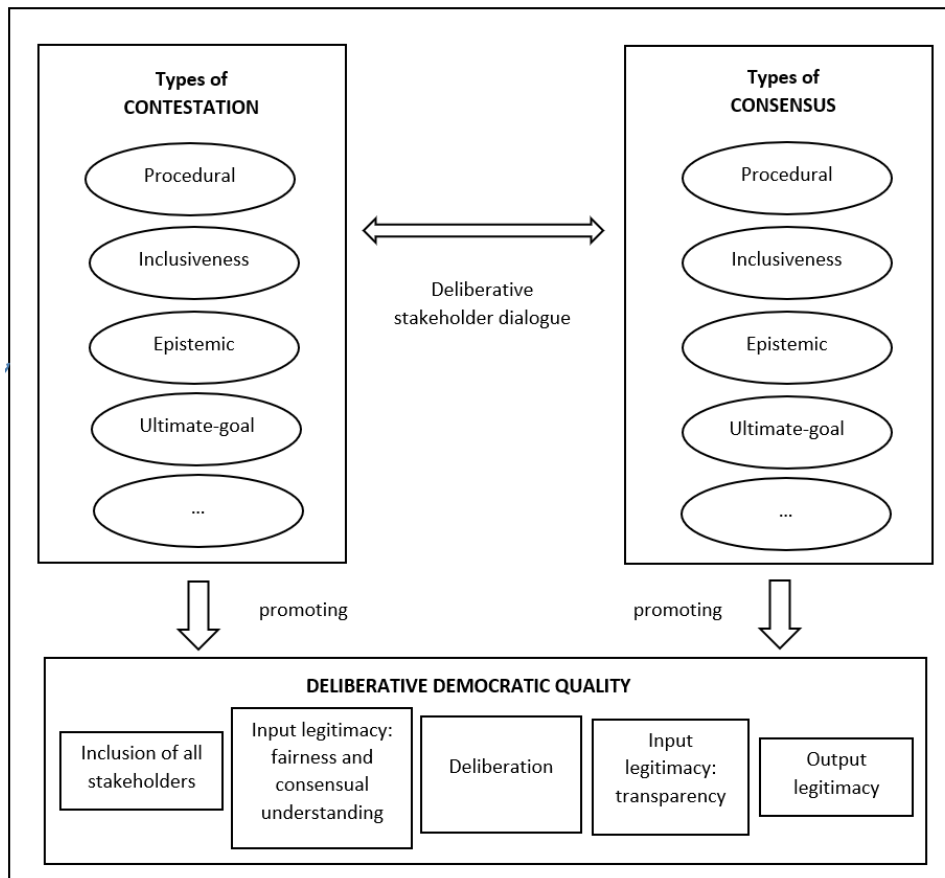 Types of
CONTESTATION
Procedural
Inclusiveness
Epistemic
Ultimate-goal
...
Deliberative
stakeholder dialogue
Types of
CONSENSUS
Procedural
Inclusiveness
Epistemic
Ultimate-goal
...
promoting
promoting
DELIBERATIVE DEMOCRATIC QUALITY
Inclusion of all
stakeholders
Input legitimacy:
fairness and
consensual
understanding
Deliberation
Input
legitimacy:
transparency
Output
legitimacy